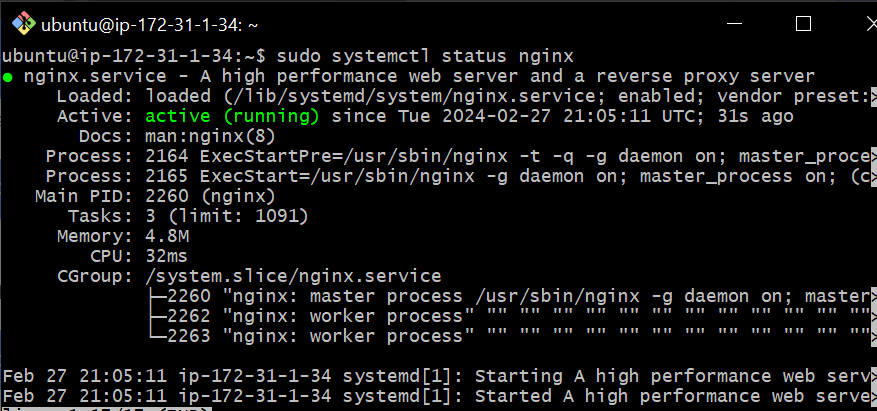 ubuntu@ip-172-31-1-34: ~
ubuntu@ip-172-31-1-34:~$ sudo systemctl status nginx
● nginx.service - A high performance web server and a reverse proxy server
Loaded: loaded (/lib/systemd/system/nginx.service; enabled; vendor preset:>
Active: active (running) since Tue 2024-02-27 21:05:11 UTC; 31s ago
Docs: man:nginx(8)
Process: 2164 ExecStartPre=/usr/sbin/nginx -t -q -g daemon on; master_proce>
Process: 2165 ExecStart=/usr/sbin/nginx -g daemon on; master_process on; (c>
Main PID: 2260 (nginx)
Tasks: 3 (limit: 1091)
Memory: 4.8M
CPU: 32ms
CGroup: /system.slice/nginx.service
├─2260 "nginx: master process /usr/sbin/nginx -g daemon on; master>
├─2262 "nginx: worker process" "" "" "" "" "" "" "" "" "" "" "" "">
└─2263 "nginx: worker process" "" "" "" "" "" "" "" "" "" "" "" "">
Feb 27 21:05:11 ip-172-31-1-34 systemd[1]: Starting A high performance web serv>
Feb 27 21:05:11 ip-172-31-1-34 systemd[1]: Started A high performance web serve>